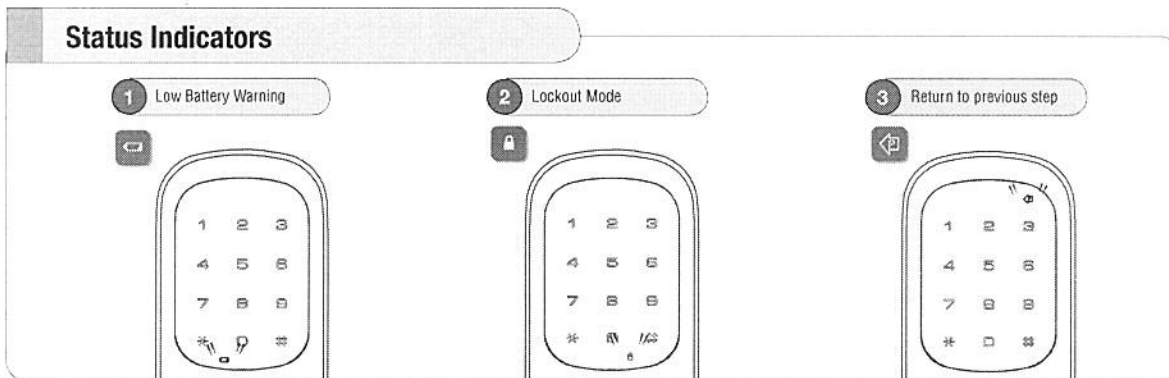 Status Indicators
1 Low Battery Warning
2 Lockout Mode
3 Return to previous step
1 2 3
4 5 6
7 8 9
* 0 #
1 2 3
4 5 6
7 8 9
* #
1 2 3
4 5 6
7 8 9
* 0 #